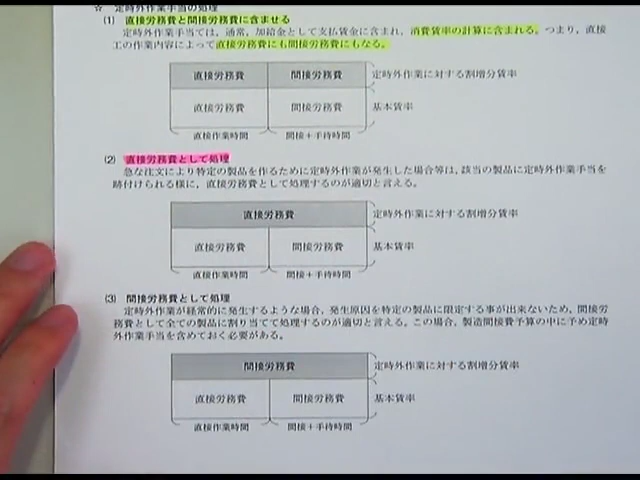 ☆ 定時外作業手当の処理
(1) 直接労務費と間接労務費に含ませる
定時外作業手当ては、通常、加給金として支払賃金に含まれ、消費賃率の計算に含まれる。つまり、直接
工の作業内容によって直接労務費にも間接労務費にもなる。
直接労務費 間接労務費 定時外作業に対する割増分賃率
直接労務費 間接労務費 基本賃率
直接作業時間 間接+手待時間
(2) 直接労務費として処理
急な注文により特定の製品を作るために定時外作業が発生した場合等は、該当の製品に定時外作業手当を
跡付けられる様に、直接労務費として処理するのが適切と言える。
直接労務費 定時外作業に対する割増分賃率
直接労務費 間接労務費 基本賃率
直接作業時間 間接+手待時間
(3) 間接労務費として処理
定時外作業が経常的に発生するような場合、発生原因を特定の製品に限定する事が出来ないため、間接労
務費として全ての製品に割り当てて処理するのが適切と言える。この場合、製造間接費予算の中に予め定時
外作業手当を含めておく必要がある。
間接労務費 定時外作業に対する割増分賃率
直接労務費 間接労務費 基本賃率
直接作業時間 間接+手待時間